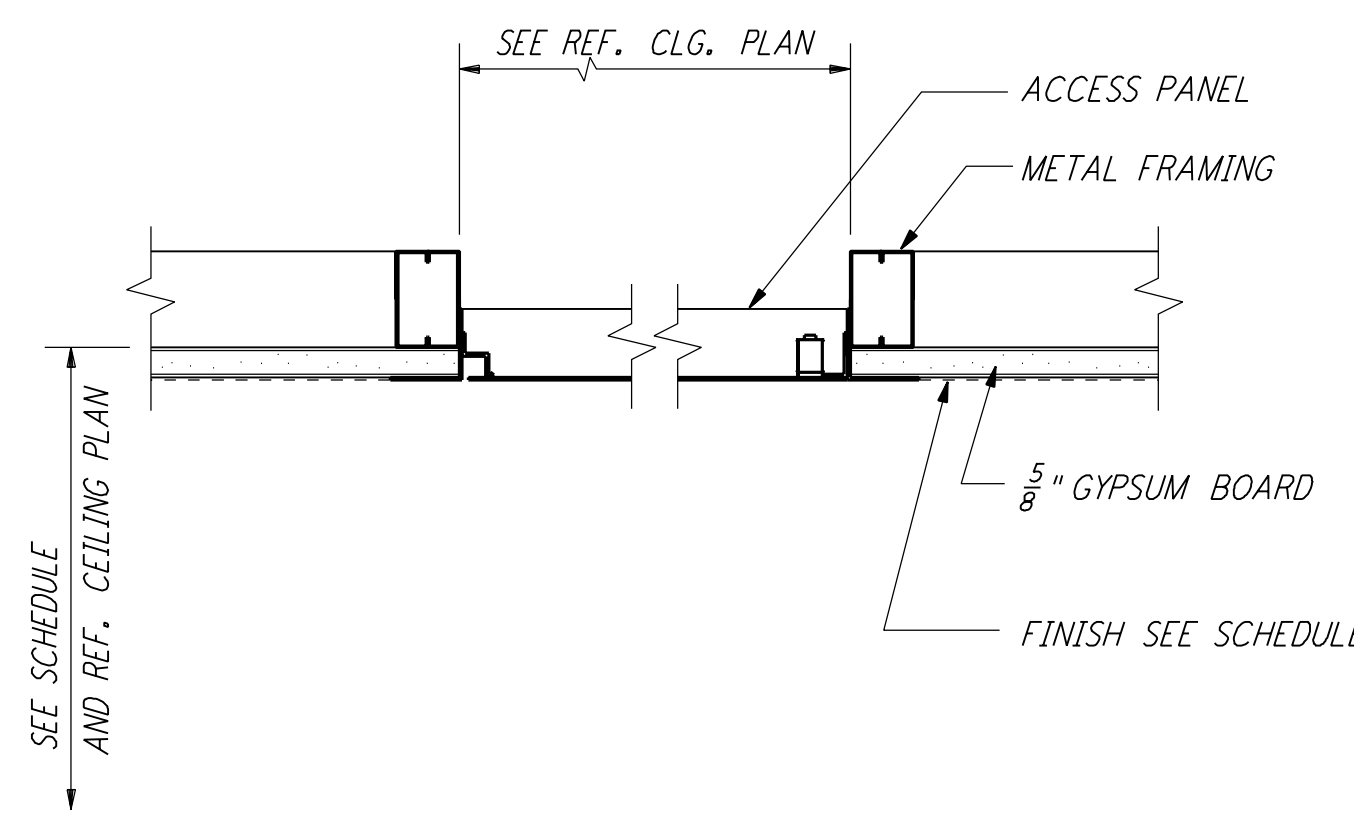 SEE REF. CLG. PLAN
ACCESS PANEL
METAL FRAMING
5/8" GYPSUM BOARD
FINISH SEE SCHEDULE
SEE SCHEDULE
AND REF. CEILING PLAN